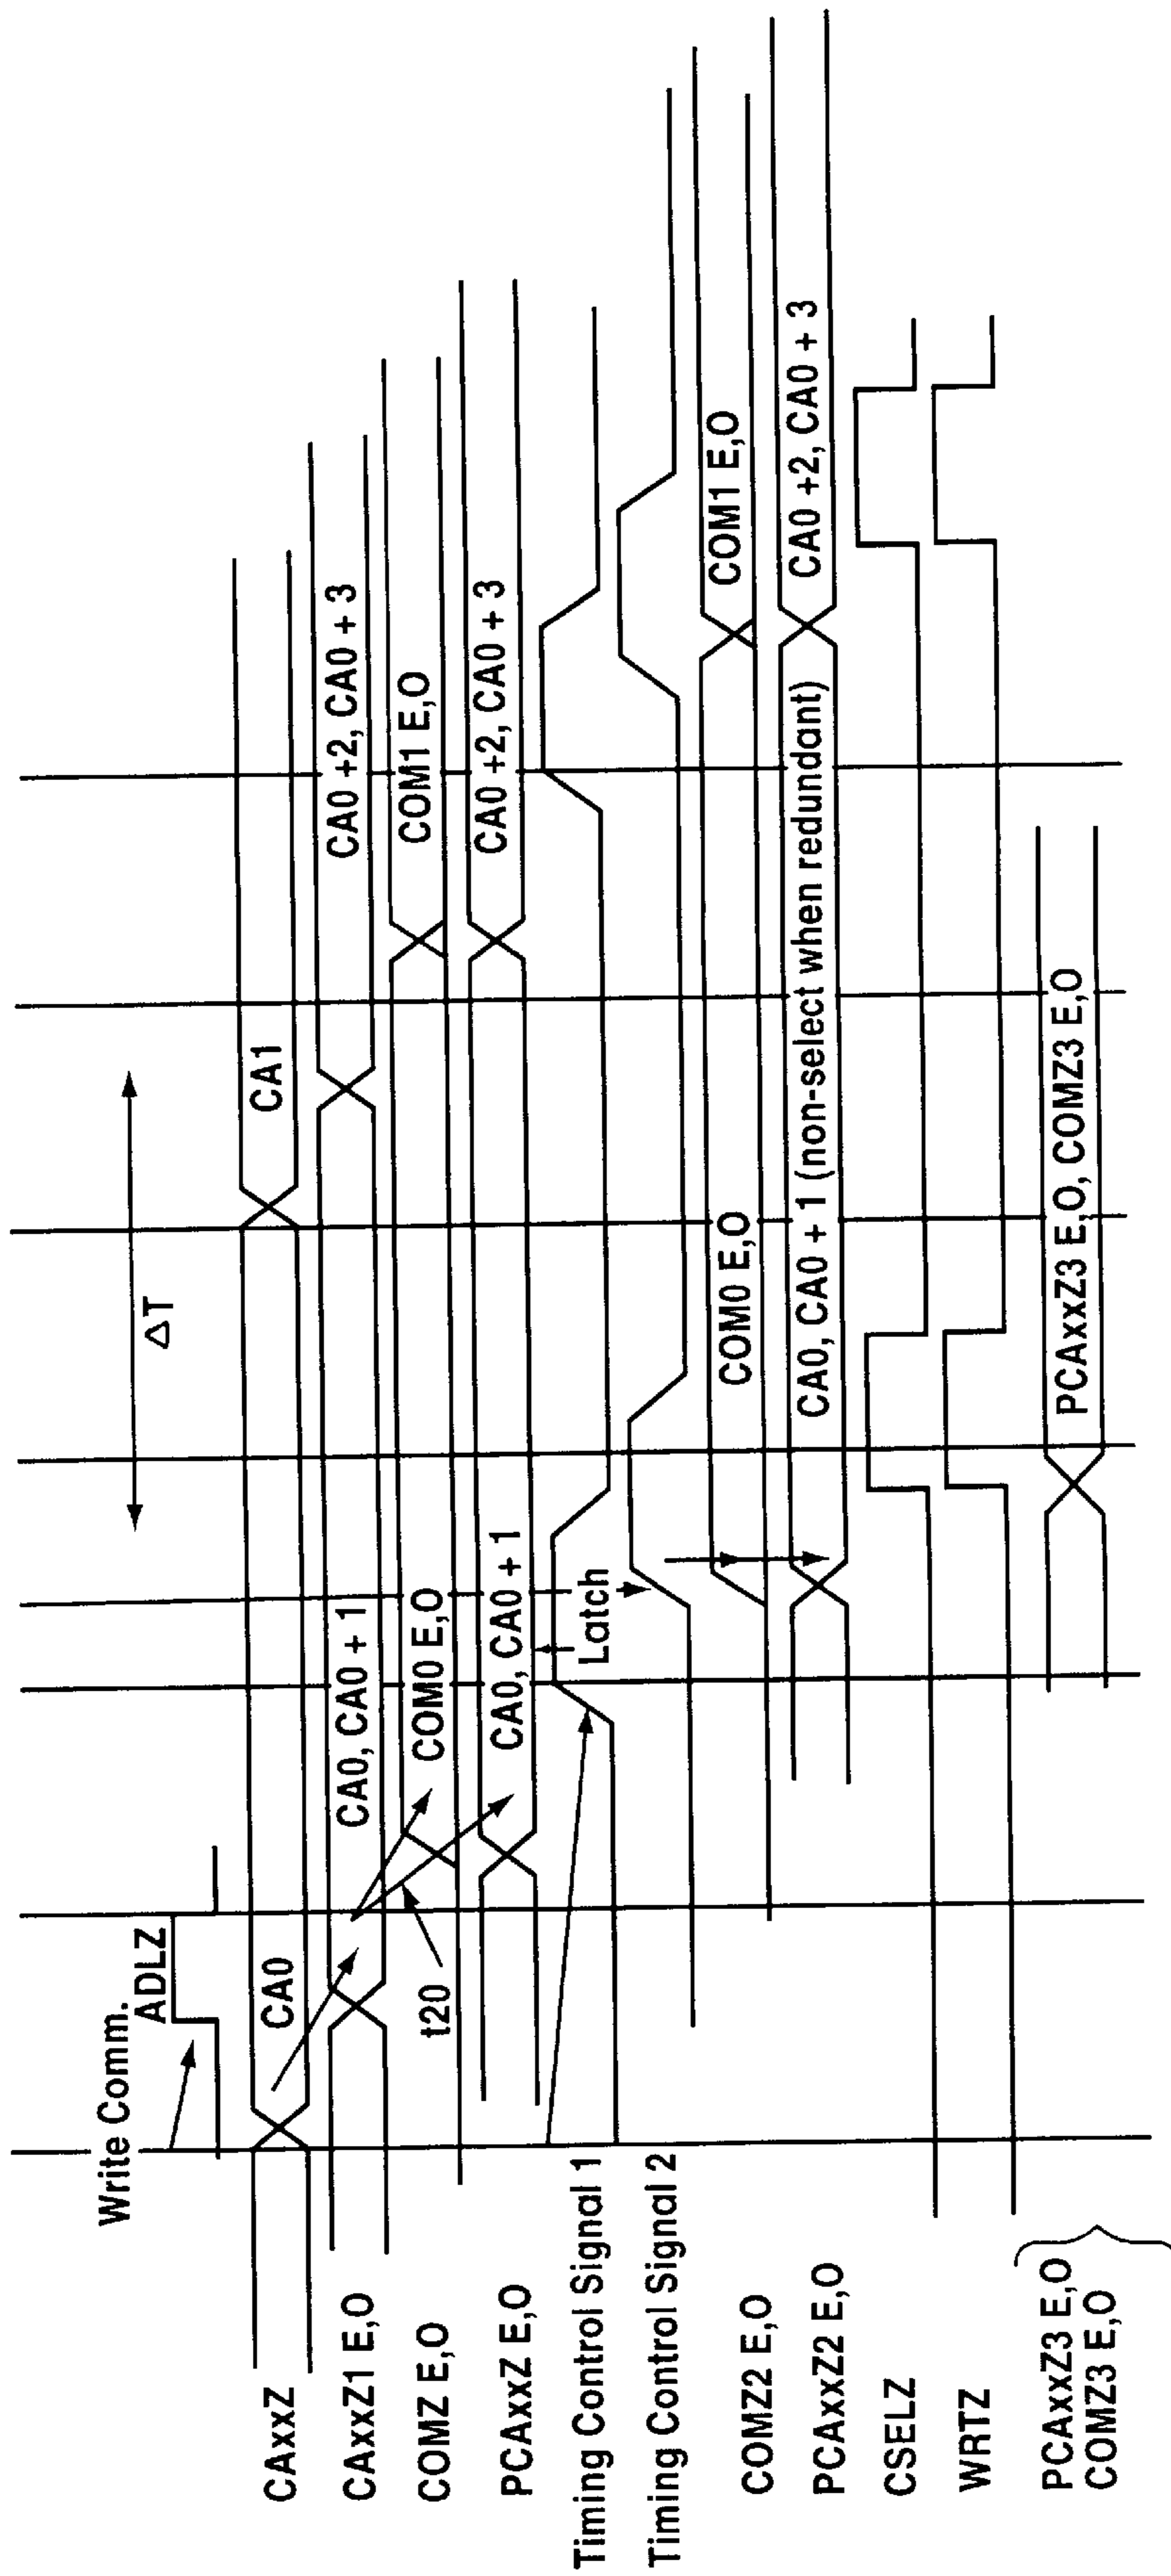 Write Comm.
ADLZ
ΔT
CAxxZ
CA0
CA1
CAxxZ1 E,O
CA0, CA0 + 1
CA0 +2, CA0 + 3
COMZ E,O
t20
COM0 E,O
COM1 E,O
PCAxxZ E,O
CA0, CA0 + 1
CA0 +2, CA0 + 3
Timing Control Signal 1
Latch
Timing Control Signal 2
COMZ2 E,O
COM0 E,O
COM1 E,O
PCAxxZ2 E,O
CA0, CA0 + 1 (non-select when redundant)
CA0 +2, CA0 + 3
CSELZ
WRTZ
PCAxxZ3 E,O
COMZ3 E,O
PCAxxZ3 E,O, COMZ3 E,O